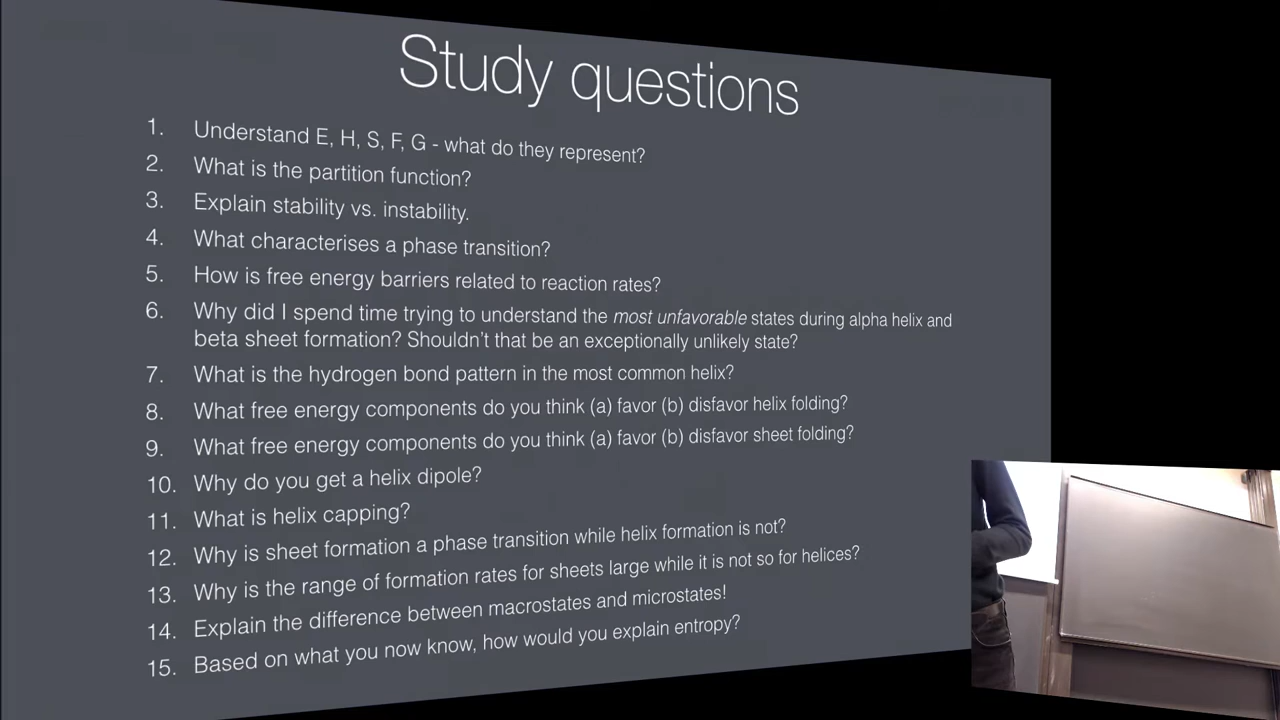 Study questions
1. Understand E, H, S, F, G - what do they represent?
2. What is the partition function?
3. Explain stability vs. instability.
4. What characterises a phase transition?
5. How is free energy barriers related to reaction rates?
6. Why did I spend time trying to understand the most unfavorable states during alpha helix and
beta sheet formation? Shouldn't that be an exceptionally unlikely state?
7. What is the hydrogen bond pattern in the most common helix?
8. What free energy components do you think (a) favor (b) disfavor helix folding?
9. What free energy components do you think (a) favor (b) disfavor sheet folding?
10. Why do you get a helix dipole?
11. What is helix capping?
12. Why is sheet formation a phase transition while helix formation is not?
13. Why is the range of formation rates for sheets large while it is not so for helices?
14. Explain the difference between macrostates and microstates!
15. Based on what you now know, how would you explain entropy?